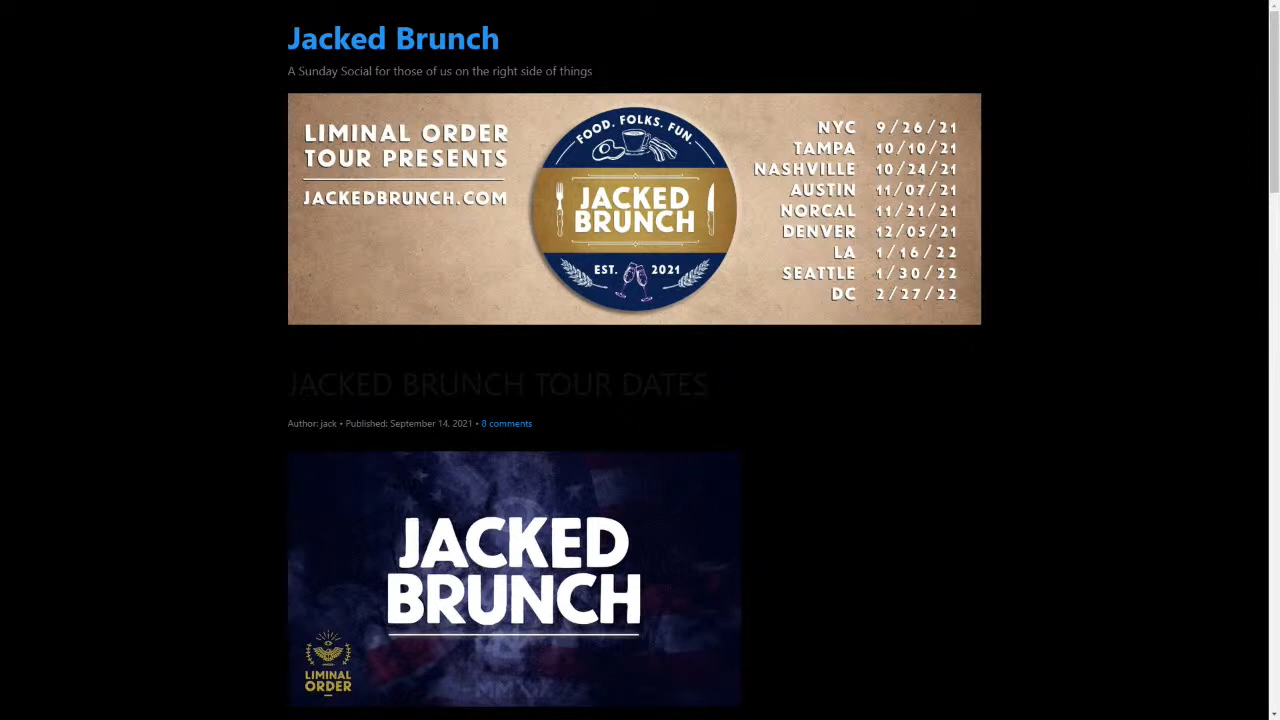 Jacked Brunch
A Sunday Social for those of us on the right side of things
LIMINAL ORDER
TOUR PRESENTS
JACKEDBRUNCH.COM
FOOD. FOLKS. FUN.
JACKED
BRUNCH
EST. 2021
NYC 9/26/21
TAMPA 10/10/21
NASHVILLE 10/24/21
AUSTIN 11/07/21
NORCAL 11/21/21
DENVER 12/05/21
LA 1/16/22
SEATTLE 1/30/22
DC 2/27/22
JACKED BRUNCH TOUR DATES
Author: jack • Published: September 14, 2021 • 8 comments
JACKED
BRUNCH
LIMINAL
ORDER